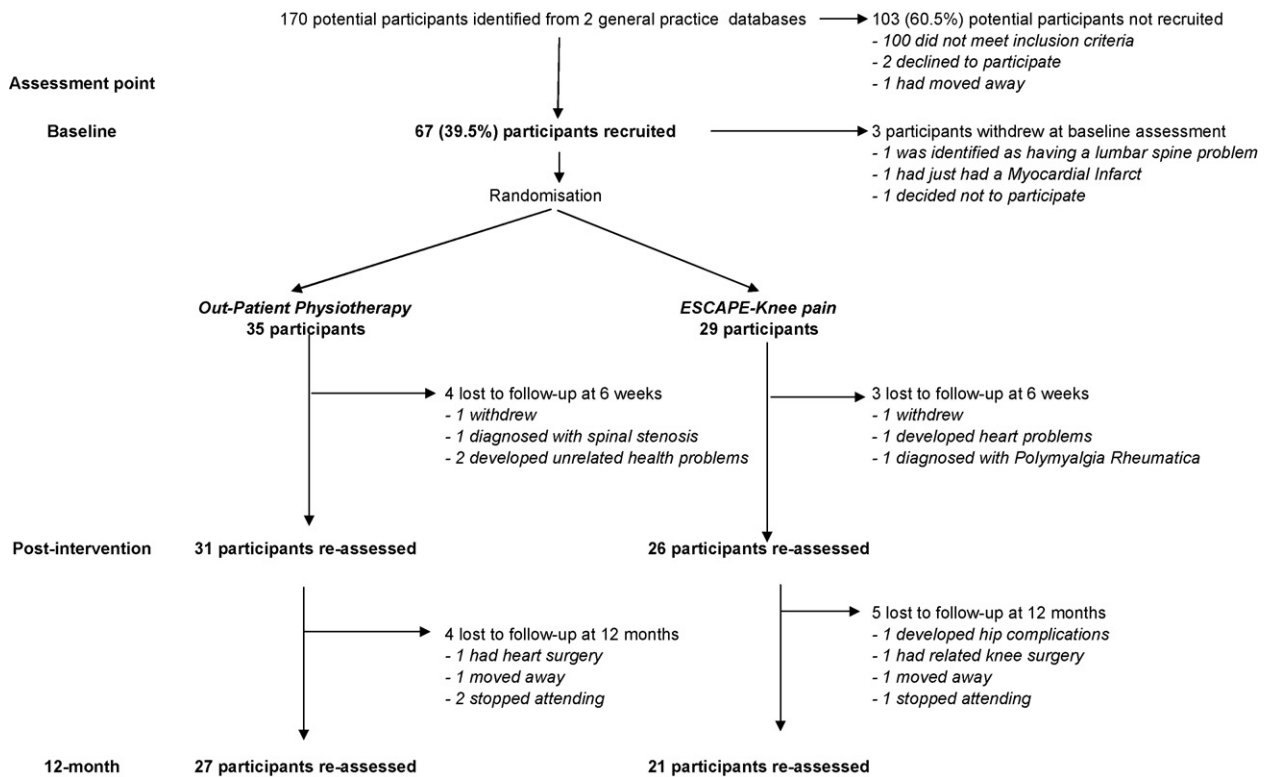 170 potential participants identified from 2 general practice databases
103 (60.5%) potential participants not recruited
- 100 did not meet inclusion criteria
- 2 declined to participate
- 1 had moved away
Assessment point
Baseline
67 (39.5%) participants recruited
3 participants withdrew at baseline assessment
- 1 was identified as having a lumbar spine problem
- 1 had just had a Myocardial Infarct
- 1 decided not to participate
Randomisation
Out-Patient Physiotherapy
35 participants
ESCAPE-Knee pain
29 participants
4 lost to follow-up at 6 weeks
- 1 withdrew
- 1 diagnosed with spinal stenosis
- 2 developed unrelated health problems
3 lost to follow-up at 6 weeks
- 1 withdrew
- 1 developed heart problems
- 1 diagnosed with Polymyalgia Rheumatica
Post-intervention
31 participants re-assessed
26 participants re-assessed
4 lost to follow-up at 12 months
- 1 had heart surgery
- 1 moved away
- 2 stopped attending
5 lost to follow-up at 12 months
- 1 developed hip complications
- 1 had related knee surgery
- 1 moved away
- 1 stopped attending
12-month
27 participants re-assessed
21 participants re-assessed